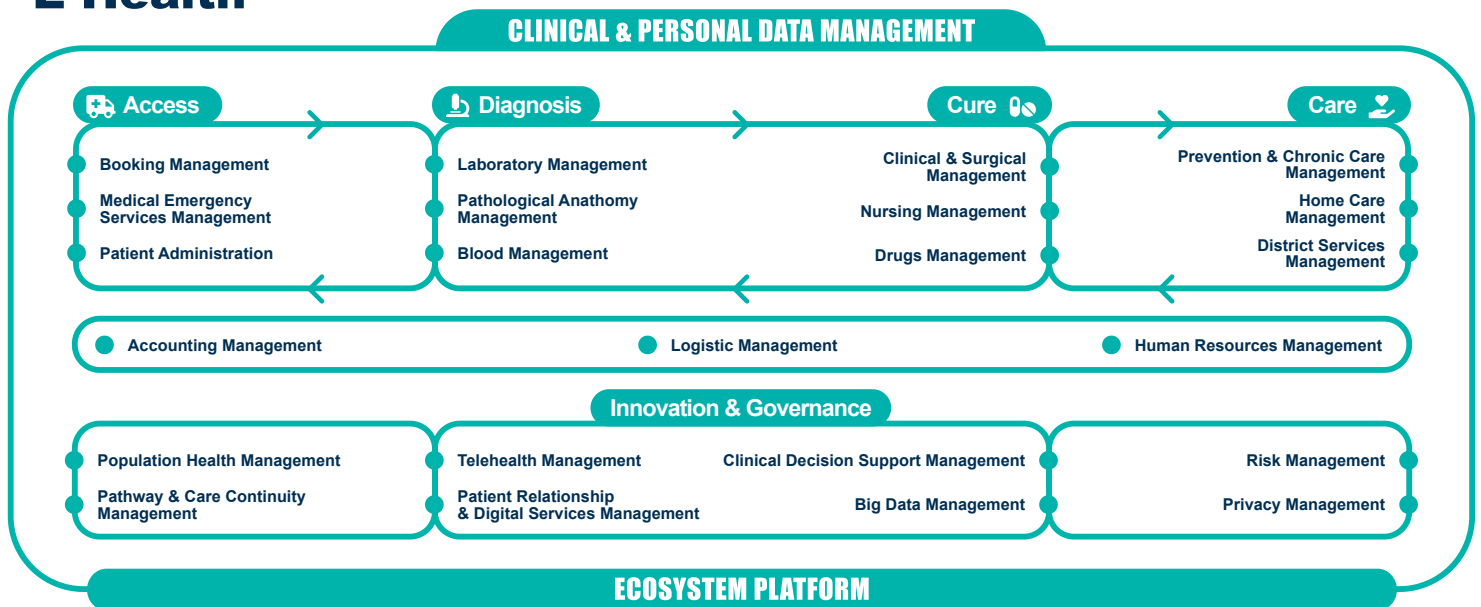 E-Health
CLINICAL & PERSONAL DATA MANAGEMENT
Access
Booking Management
Medical Emergency
Services Management
Patient Administration
Diagnosis
Laboratory Management
Pathological Anathomy
Management
Blood Management
Cure
Clinical & Surgical
Management
Nursing Management
Drugs Management
Care
Prevention & Chronic Care
Management
Home Care
Management
District Services
Management
Accounting Management
Logistic Management
Human Resources Management
Innovation & Governance
Population Health Management
Pathway & Care Continuity
Management
Telehealth Management
Patient Relationship
& Digital Services Management
Clinical Decision Support Management
Big Data Management
Risk Management
Privacy Management
ECOSYSTEM PLATFORM